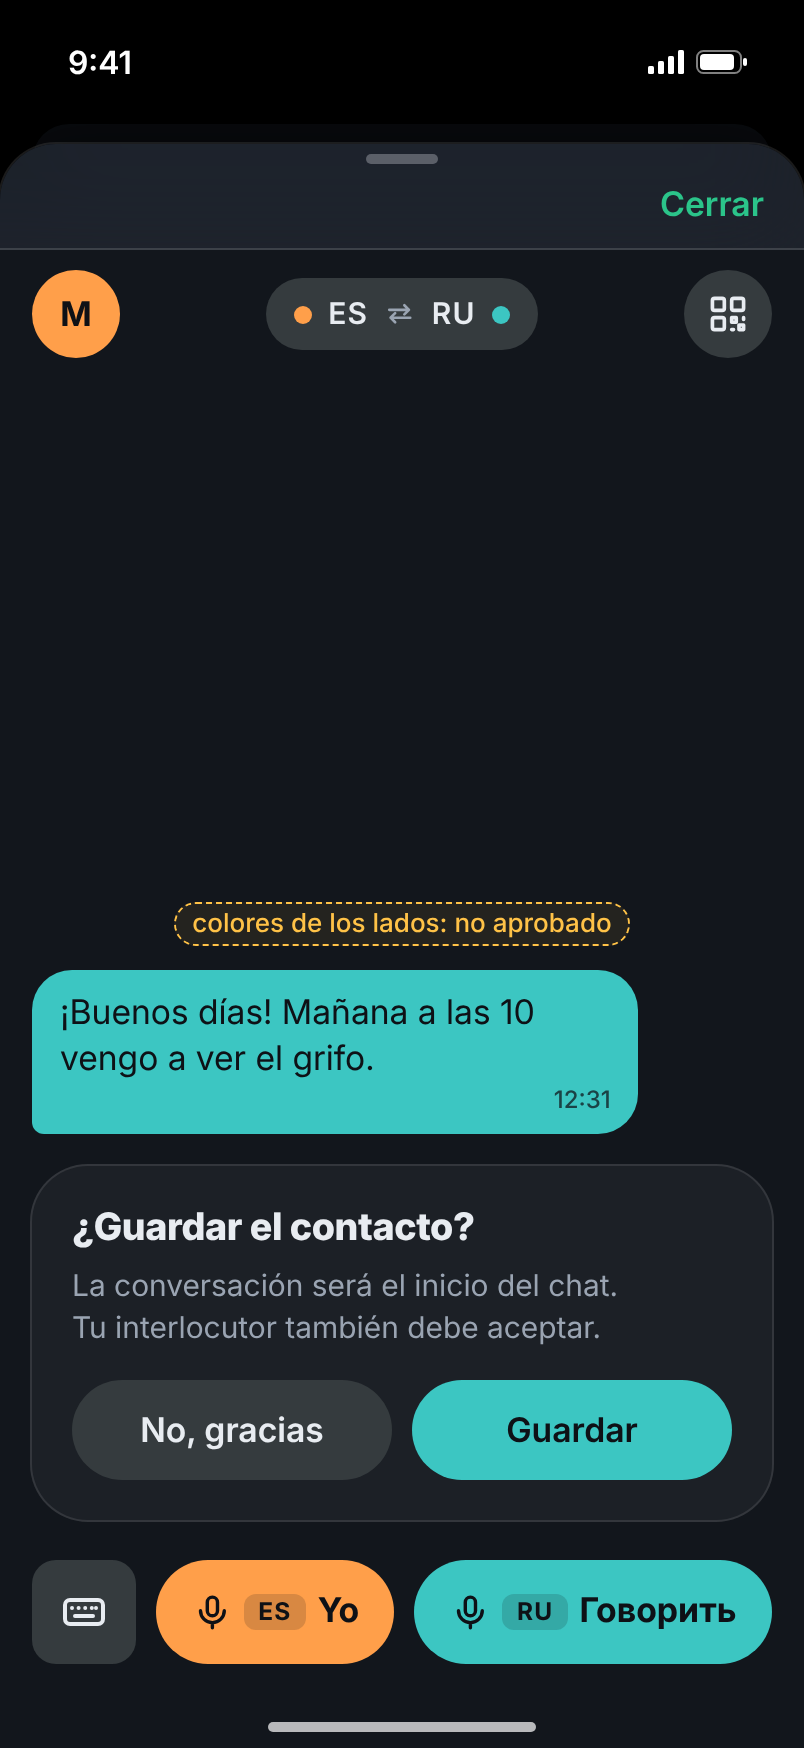 9:41
Cerrar
M
ES ⇄ RU
colores de los lados: no aprobado
¡Buenos días! Mañana a las 10
vengo a ver el grifo.
12:31
¿Guardar el contacto?
La conversación será el inicio del chat.
Tu interlocutor también debe aceptar.
No, gracias
Guardar
ES Yo
RU Говорить